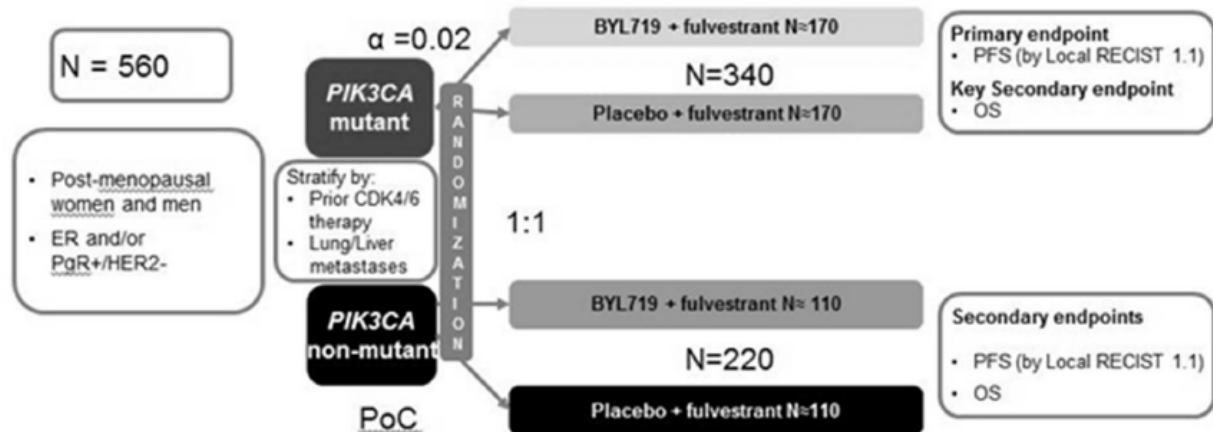 N = 560
• Post-menopausal
women and men
• ER and/or
PgR+/HER2-
α =0.02
PIK3CA
mutant
Stratify by:
• Prior CDK4/6
therapy
• Lung/Liver
metastases
PIK3CA
non-mutant
PoC
RANDOMIZATION
BYL719 + fulvestrant N≈170
N=340
Placebo + fulvestrant N≈170
1:1
BYL719 + fulvestrant N≈ 110
N=220
Placebo + fulvestrant N≈110
Primary endpoint
• PFS (by Local RECIST 1.1)
Key Secondary endpoint
• OS
Secondary endpoints
• PFS (by Local RECIST 1.1)
• OS